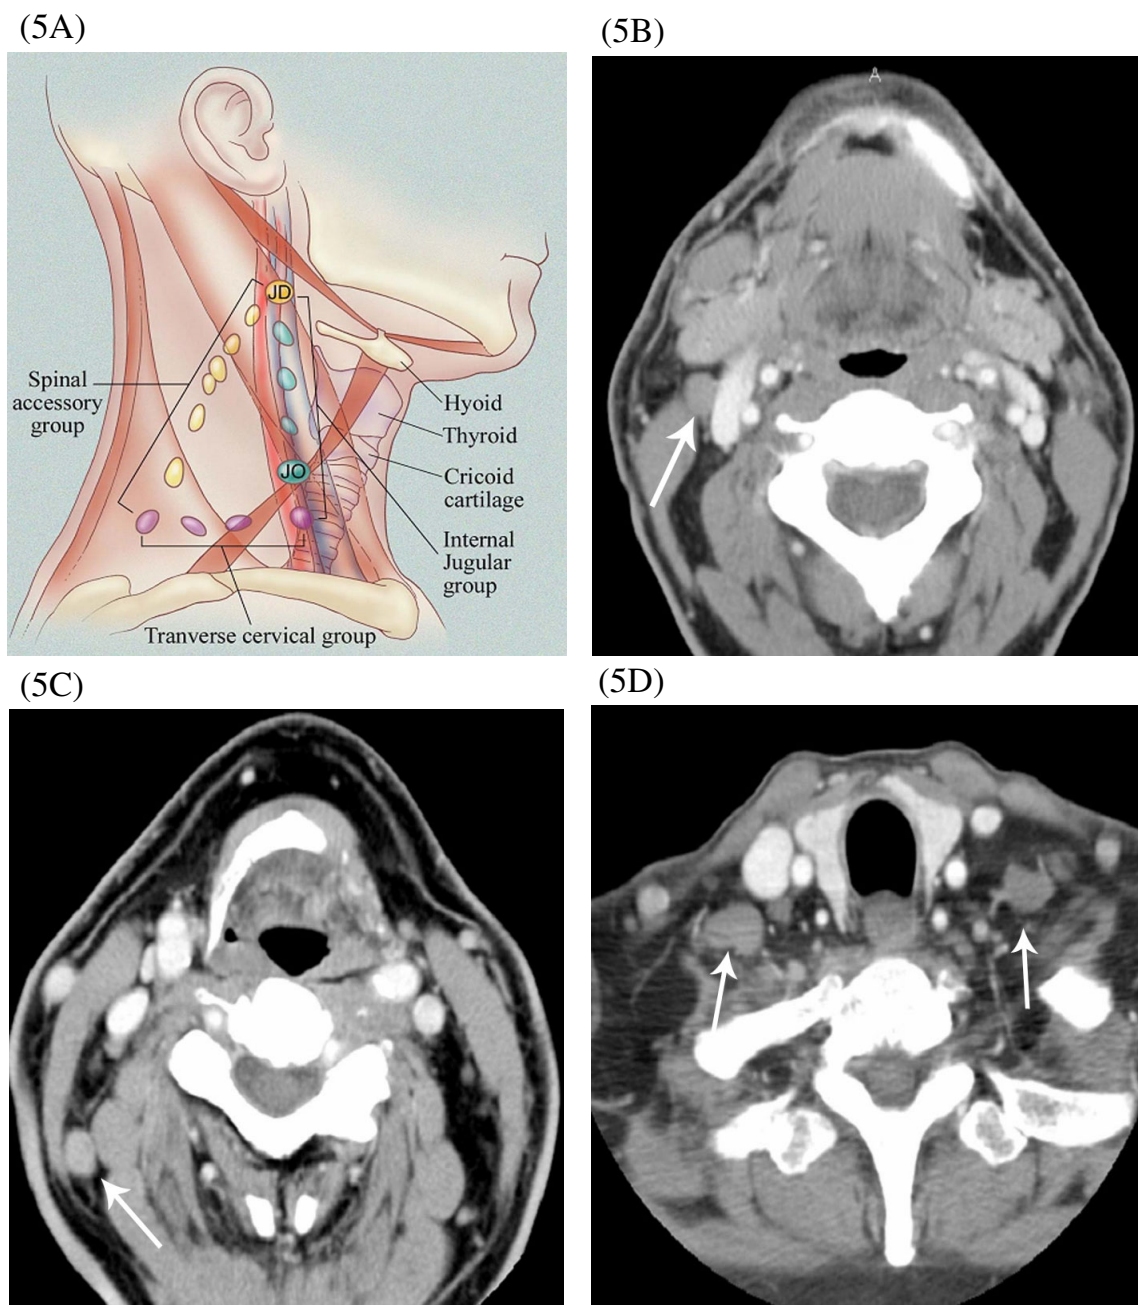 (5A)
(5B)
A
JD
Spinal
accessory
group
Hyoid
Thyroid
JO
Cricoid
cartilage
Internal
Jugular
group
Tranverse cervical group
(5C)
(5D)